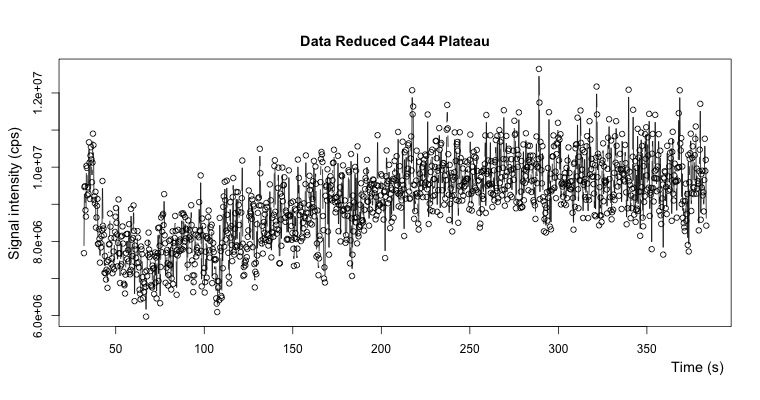 Data Reduced Ca44 Plateau
Signal intensity (cps)
1.2e+07
1.0e+07
8.0e+06
6.0e+06
50 100 150 200 250 300 350
Time (s)